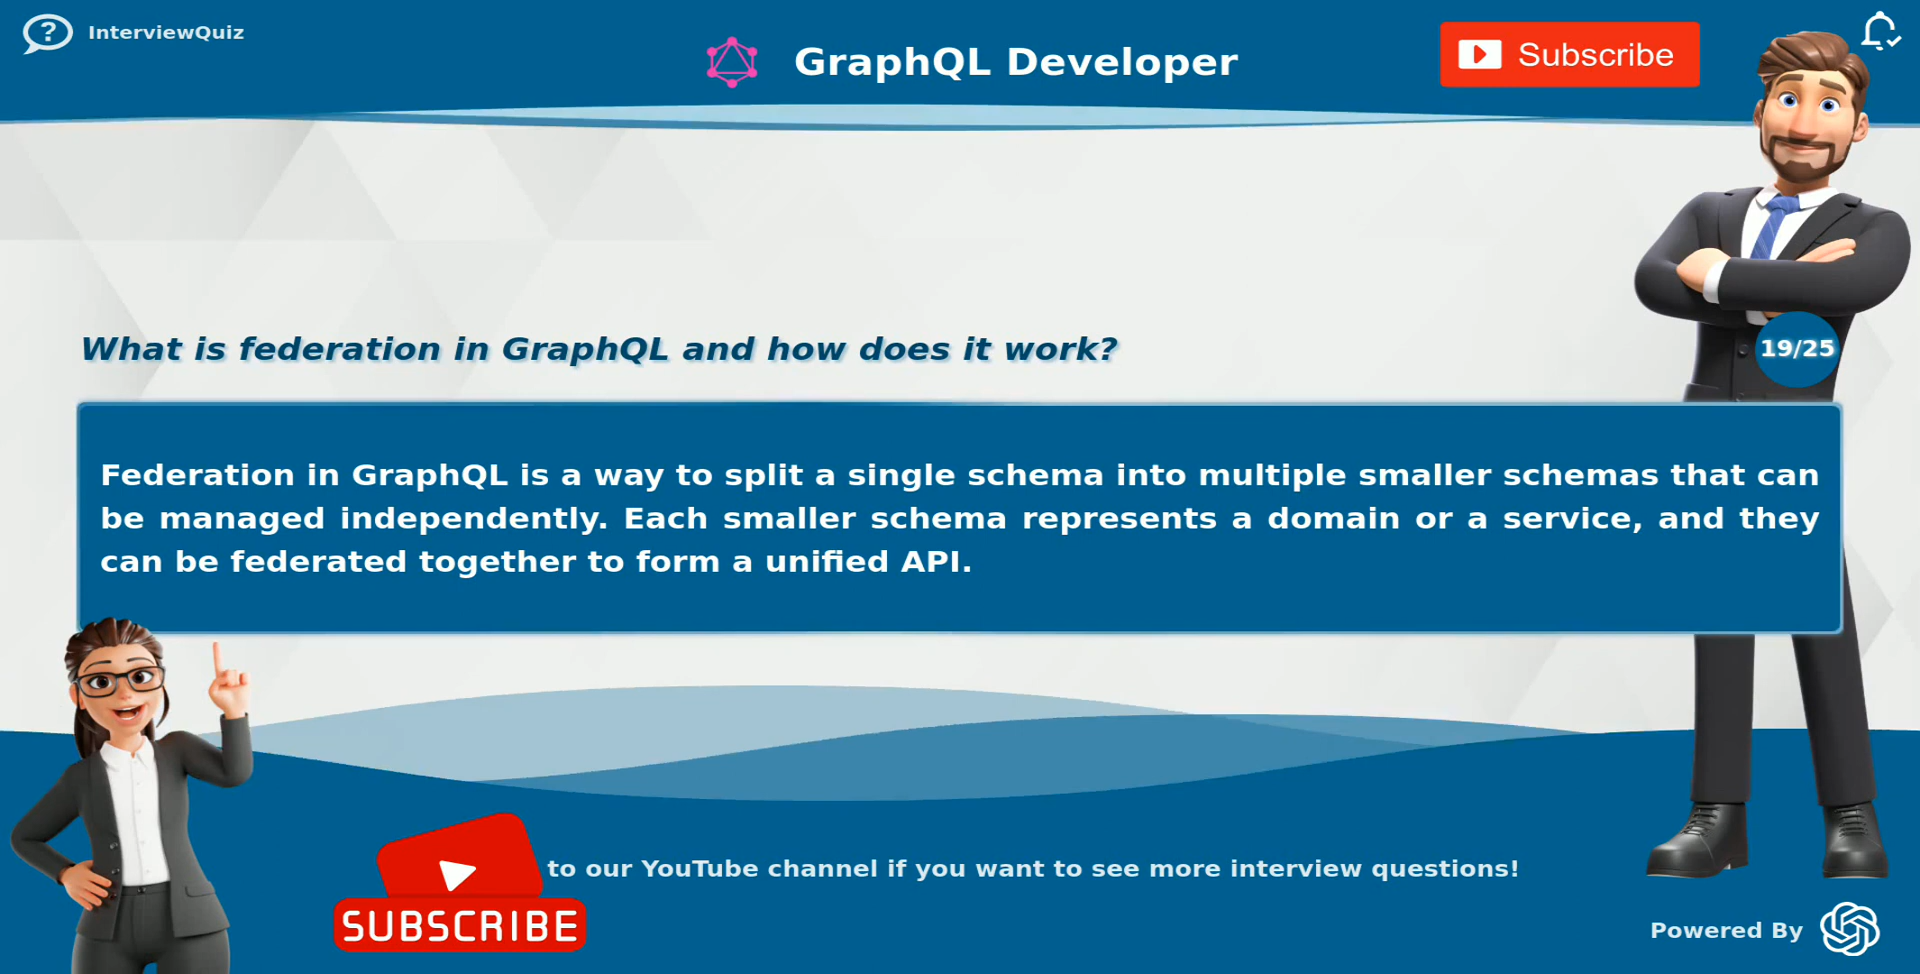 InterviewQuiz
GraphQL Developer
Subscribe
What is federation in GraphQL and how does it work?
19/25
Federation in GraphQL is a way to split a single schema into multiple smaller schemas that can
be managed independently. Each smaller schema represents a domain or a service, and they
can be federated together to form a unified API.
to our YouTube channel if you want to see more interview questions!
SUBSCRIBE
Powered By